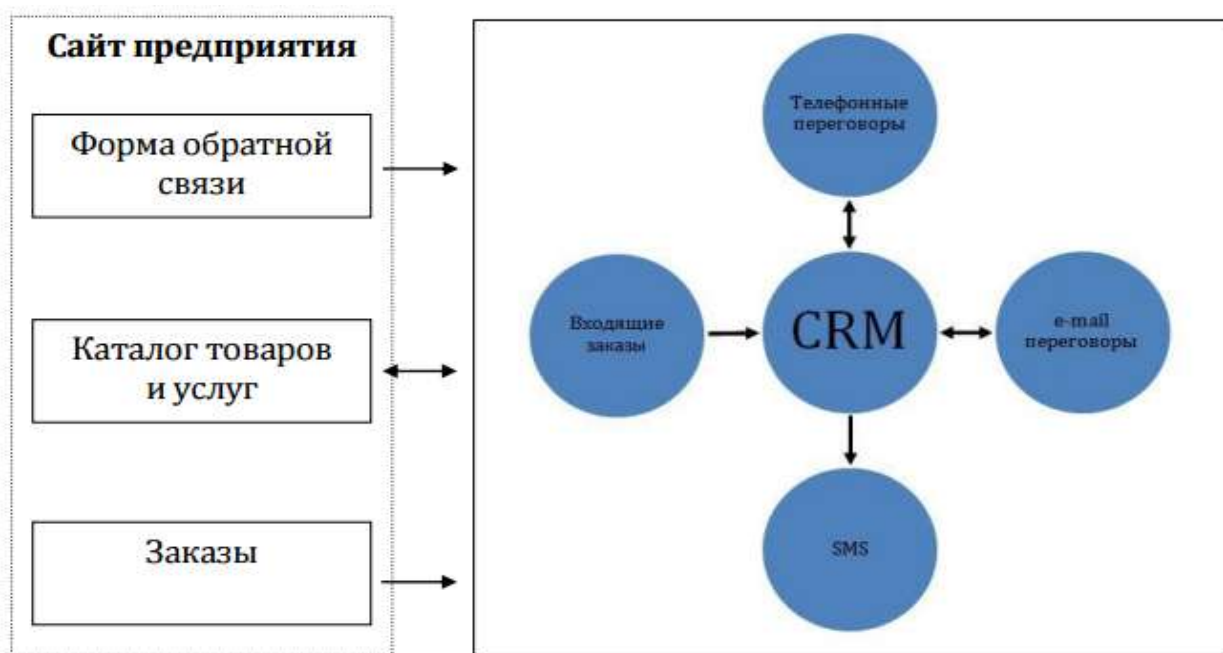 Сайт предприятия
Форма обратной
связи
Каталог товаров
и услуг
Заказы
Телефонные
переговоры
Входящие
заказы
CRM
e-mail
переговоры
SMS